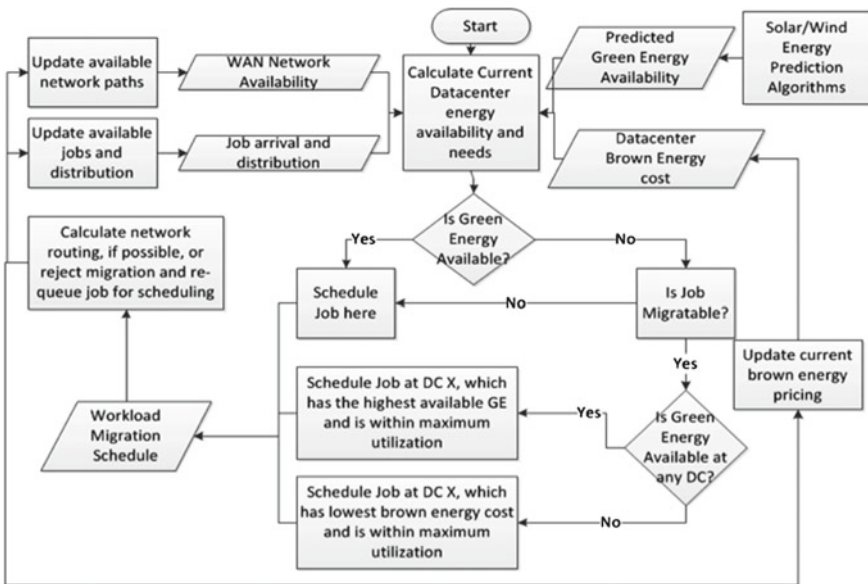 Start
Update available
network paths
WAN Network
Availability
Calculate Current
Datacenter
energy
availability and
needs
Predicted
Green Energy
Availability
Solar/Wind
Energy
Prediction
Algorithms
Update available
jobs and
distribution
Job arrival and
distribution
Datacenter
Brown Energy
cost
Calculate network
routing, if possible, or
reject migration and re-
queue job for scheduling
Is Green
Energy
Available?
Yes
No
Schedule
Job here
No
Is Job
Migratable?
Update current
brown energy
pricing
Yes
Workload
Migration
Schedule
Schedule Job at DC X, which
has the highest available GE
and is within maximum
utilization
Yes
Is Green
Energy
Available at
any DC?
Schedule Job at DC X, which
has lowest brown energy cost
and is within maximum
utilization
No